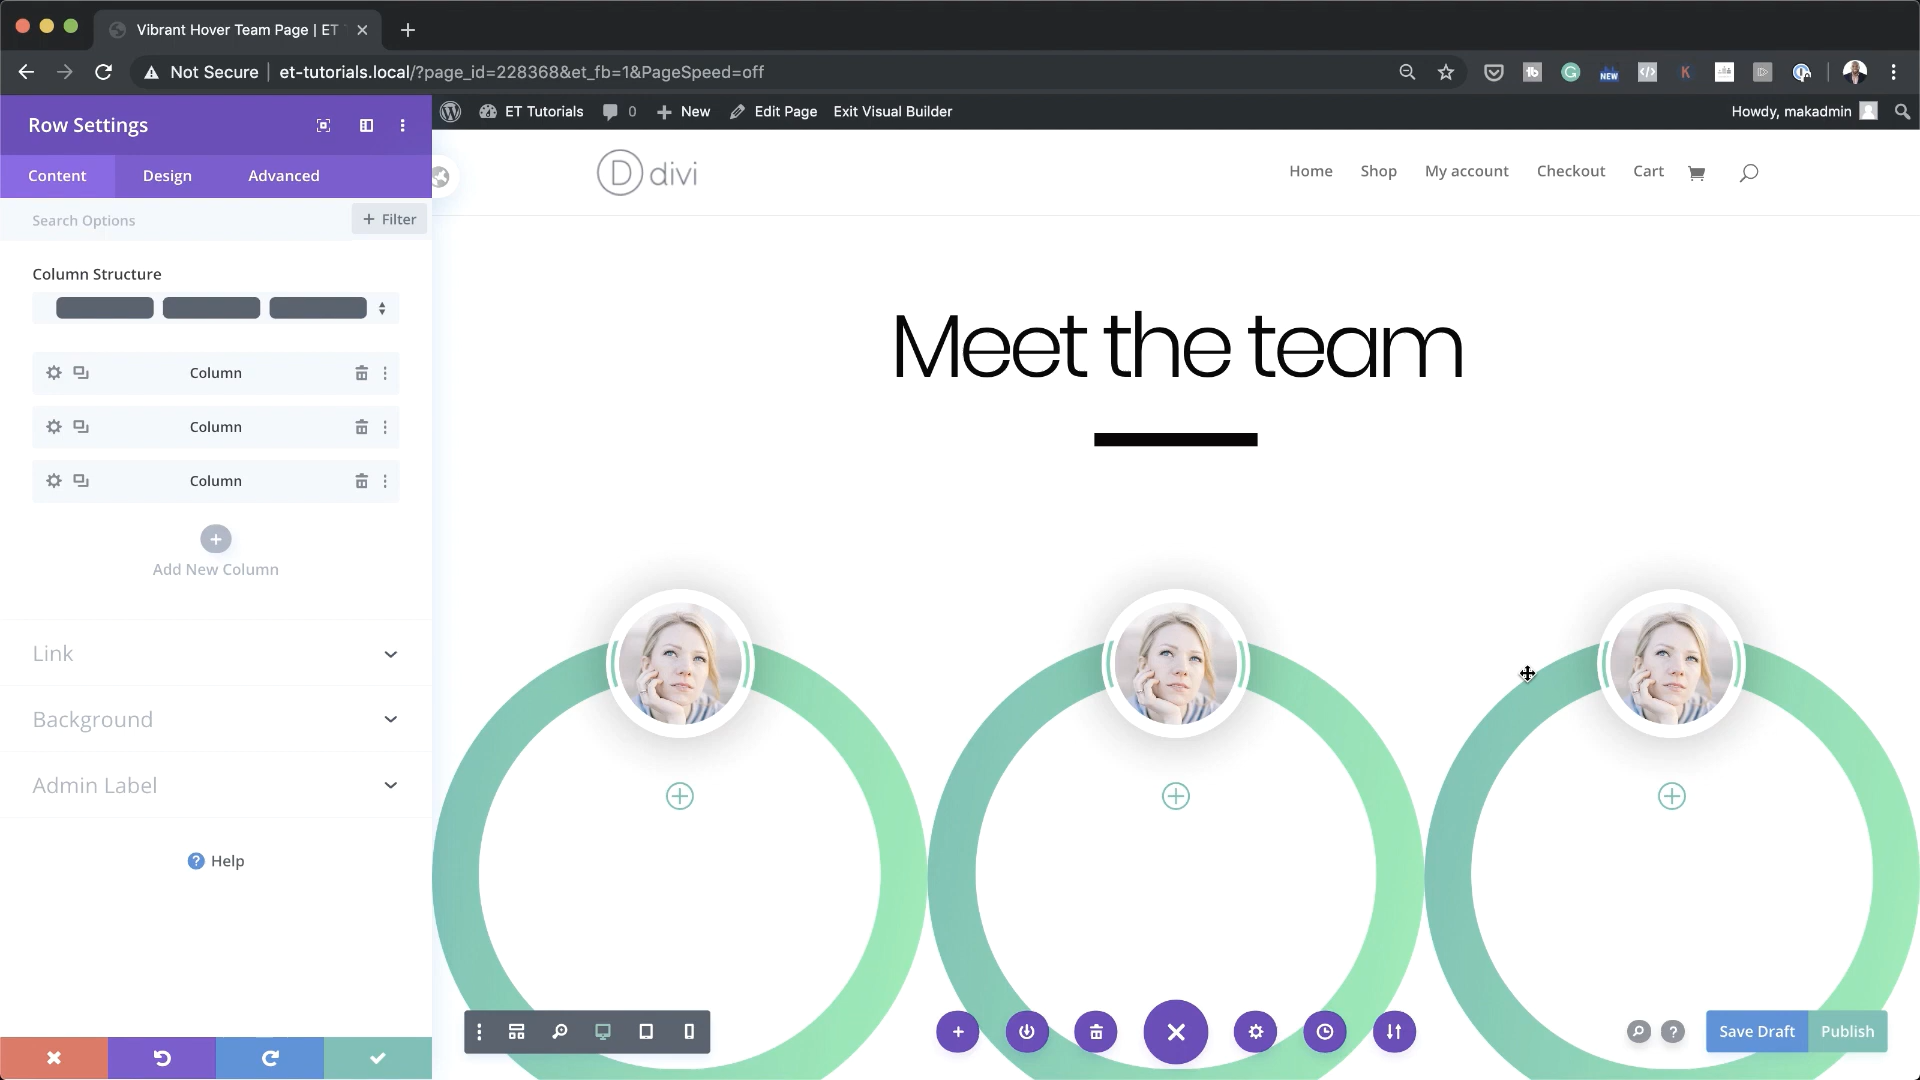 Vibrant Hover Team Page | ET
Not Secure
et-tutorials.local/?page_id=228368&et_fb=1&PageSpeed=off
NEW
Row Settings
ET Tutorials
0
New
Edit Page
Exit Visual Builder
Howdy, makadmin
Content
Design
Advanced
D divi
Home
Shop
My account
Checkout
Cart
Search Options
+ Filter
Column Structure
Meet the team
Column
Column
Column
Add New Column
Link
Background
Admin Label
? Help
?
Save Draft
Publish